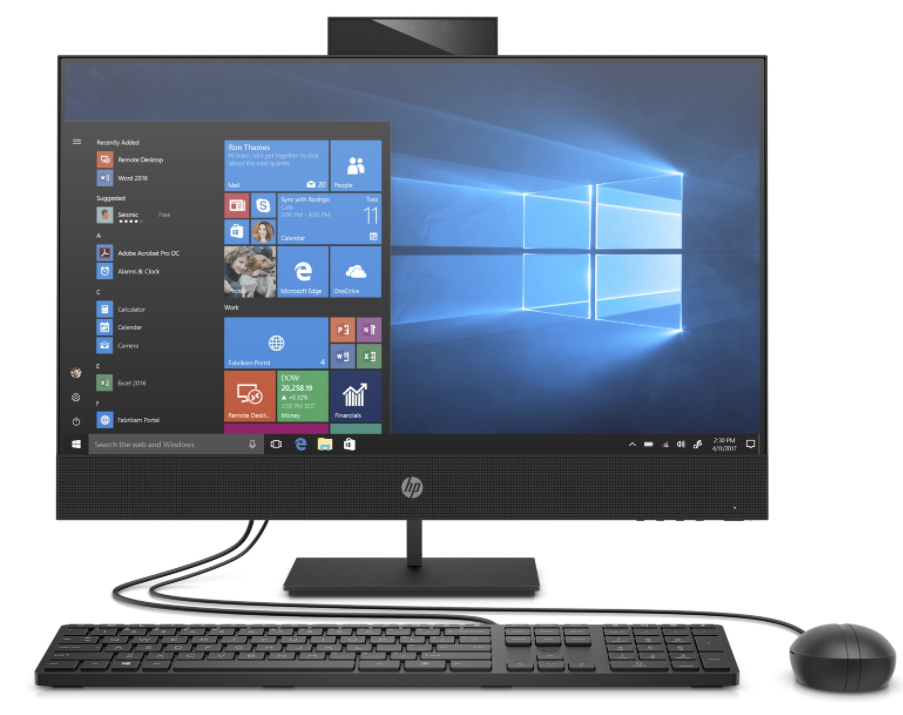 Recently Added
Remote Desktop
Word 2016
Suggested
Seismic Free
A
Adobe Acrobat Pro DC
Alarms & Clock
C
Calculator
Calendar
Camera
E
Excel 2016
F
Fabrikam Portal
Ron Thames
Hi team, let's get together to chat
about the next quarter
Mail 20
People
Sync with Rodrigo
Cafe
3:00 PM - 4:00 PM
Tues
11
Calendar
Photos
Microsoft Edge
OneDrive
Work
Fabrikam Portal 4
P
N
W
X
Remote Deskt...
DOW
20,258.19
▲ +0.52%
3:59 PM EDT
Money
Financials
Search the web and Windows
2:30 PM
4/11/2017
hp